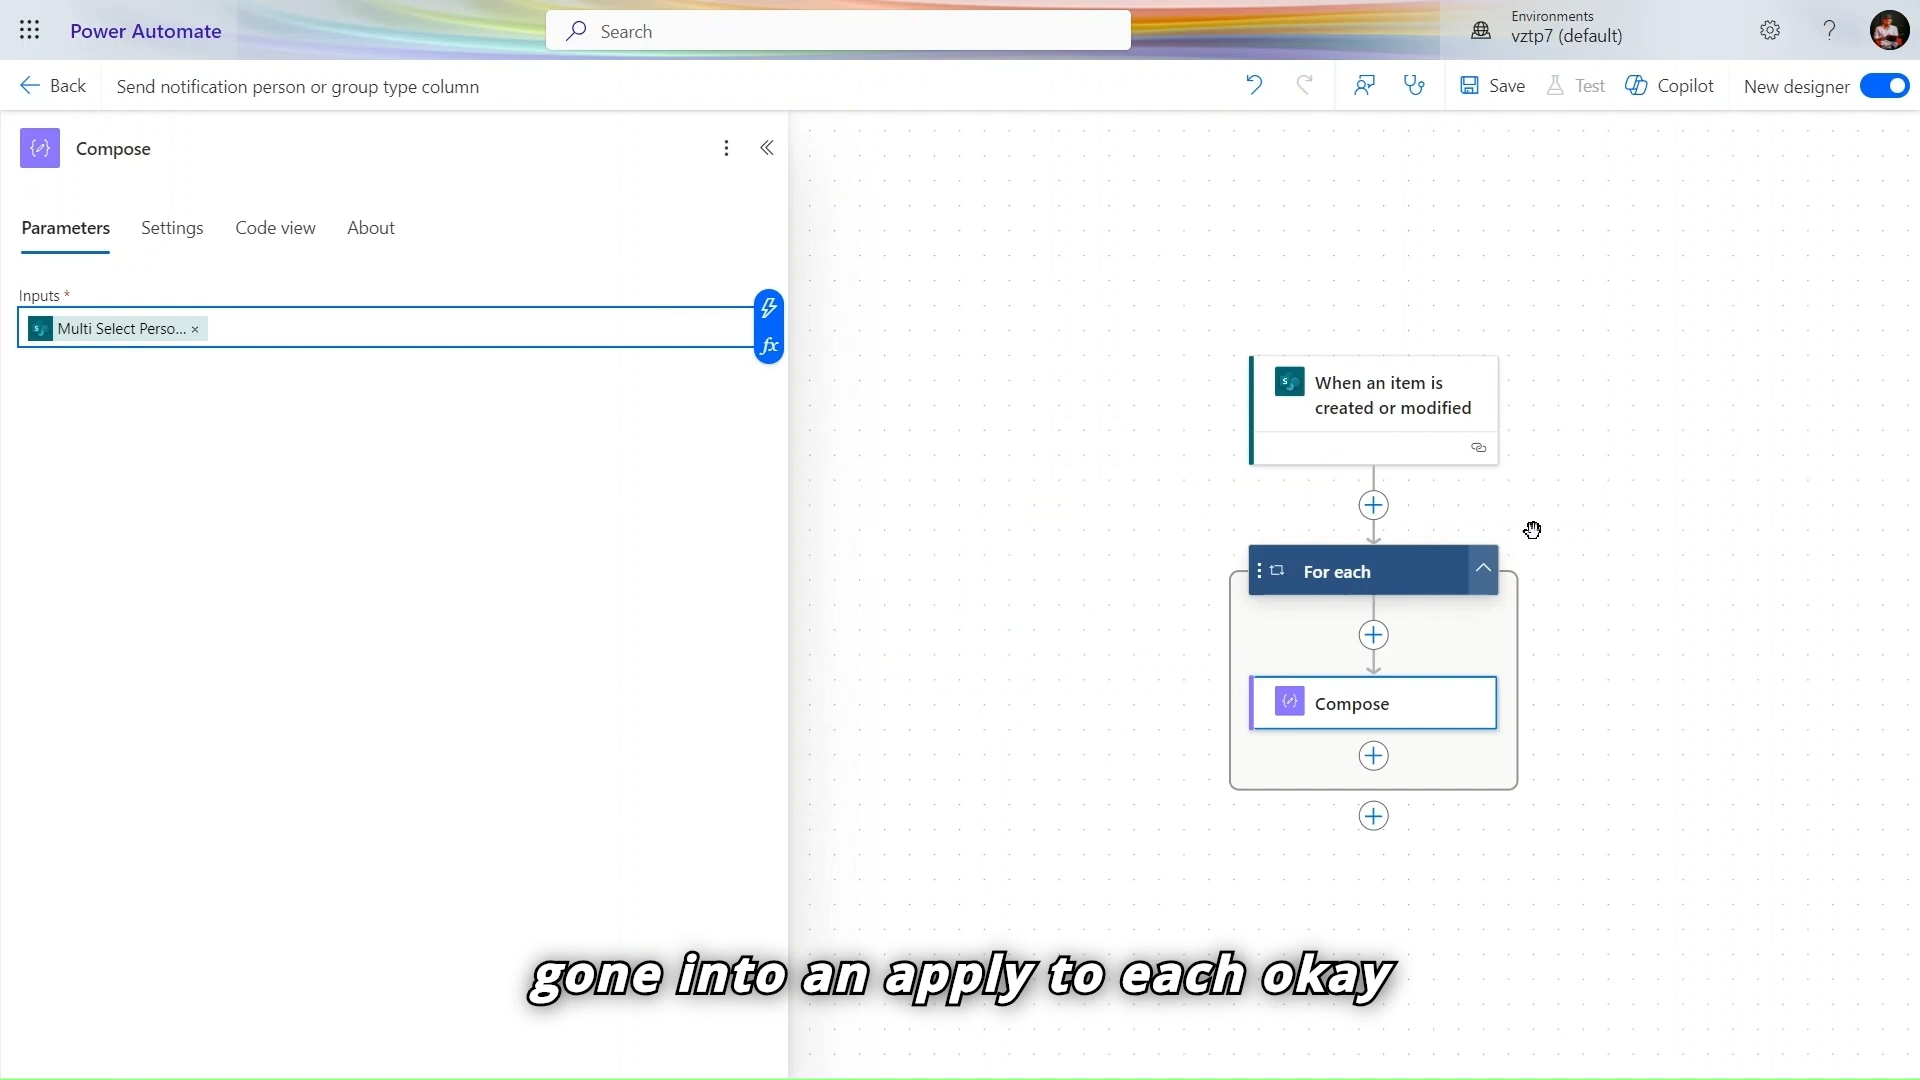 Power Automate
Search
Environments
vztp7 (default)
Back
Send notification person or group type column
Save
Test
Copilot
New designer
Compose
Parameters
Settings
Code view
About
Inputs *
Multi Select Perso... ×
fx
When an item is
created or modified
For each
Compose
gone into an apply to each okay